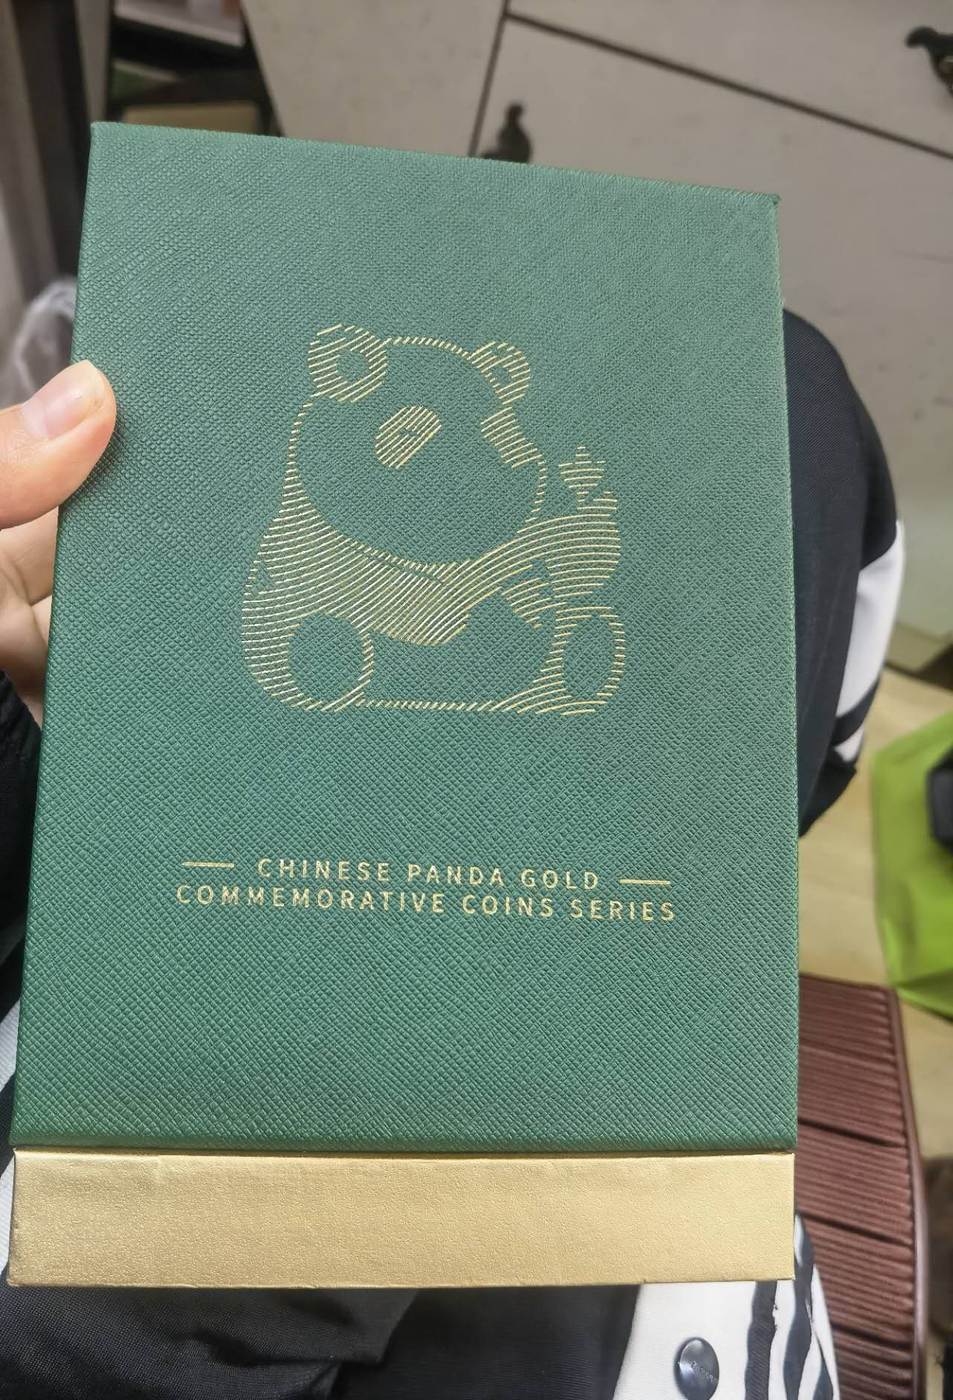 CHINESE PANDA GOLD
COMMEMORATIVE COINS SERIES